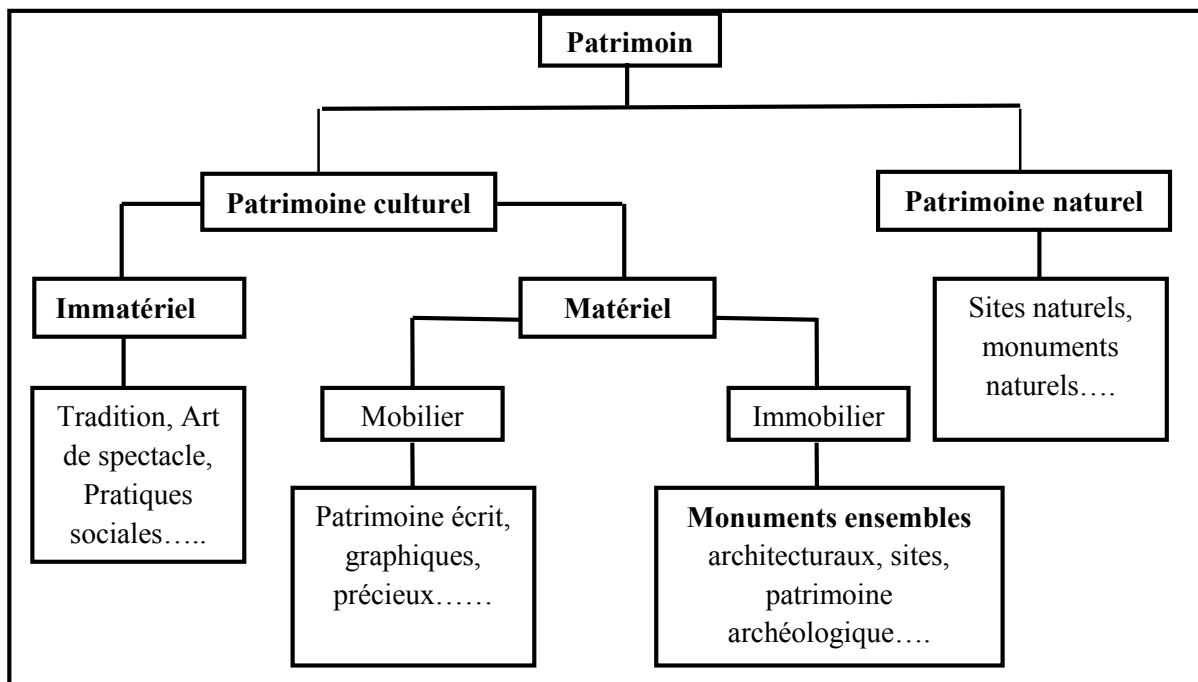 Patrimoin
Patrimoine culturel
Patrimoine naturel
Immatériel
Matériel
Sites naturels,
monuments
naturels….
Tradition, Art
de spectacle,
Pratiques
sociales…..
Mobilier
Immobilier
Patrimoine écrit,
graphiques,
précieux……
Monuments ensembles
architecturaux, sites,
patrimoine
archéologique….